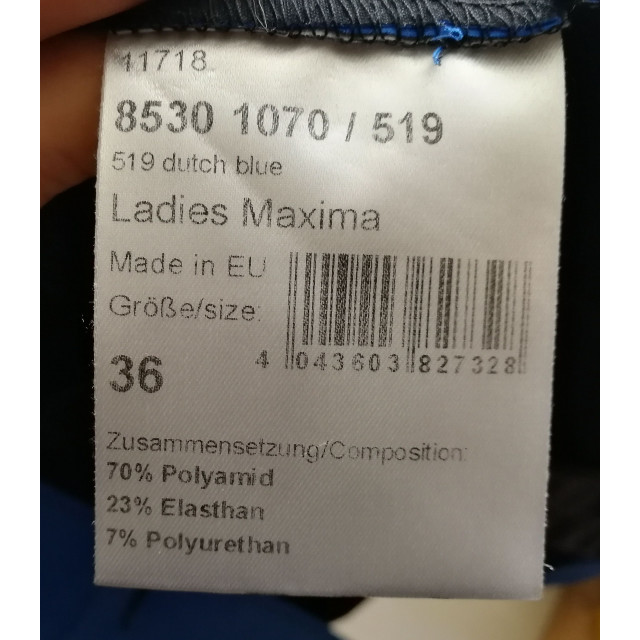 11718
8530 1070 / 519
519 dutch blue
Ladies Maxima
Made in EU
Größe/size:
36
4 043603 827328
Zusammensetzung/Composition:
70% Polyamid
23% Elasthan
7% Polyurethan